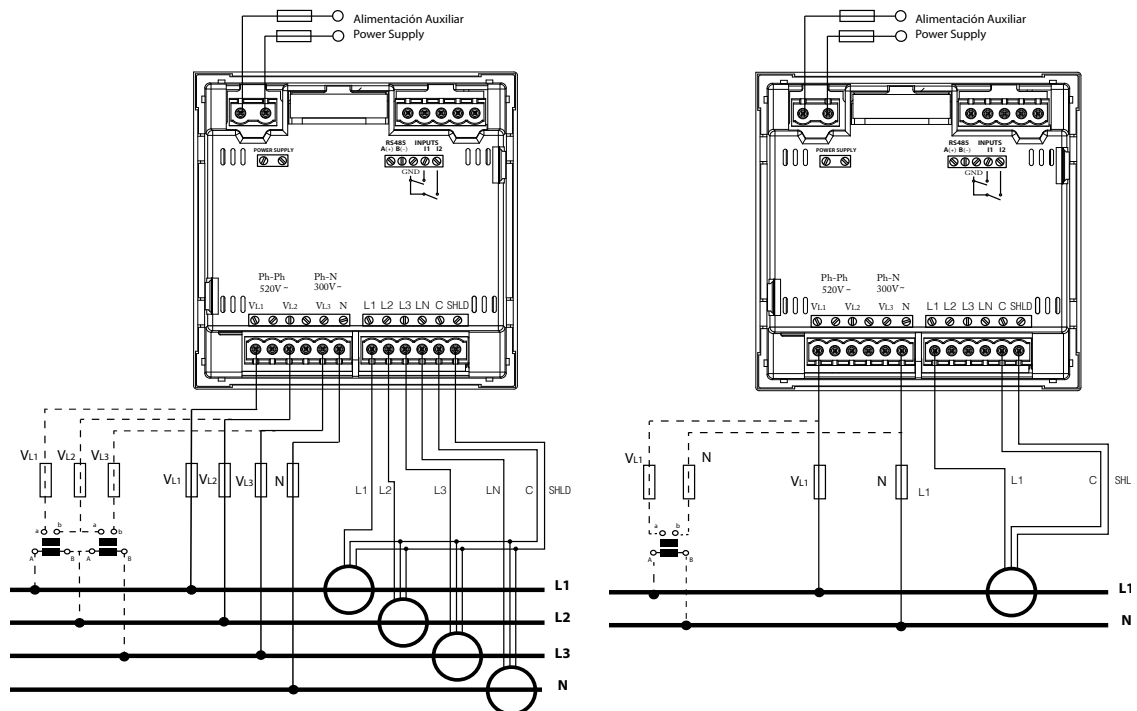 Alimentación Auxiliar
Power Supply
POWER SUPPLY
RS485 INPUTS
A(+) B(-) I1 I2
GND
Ph-Ph Ph-N
520V~ 300V~
VL1 VL2 VL3 N L1 L2 L3 LN C SHLD
VL1 VL2 VL3 VL1 VL2 VL3 N L1 L2 L3 LN C SHLD
a b a b
A B A B
L1
L2
L3
N
Alimentación Auxiliar
Power Supply
POWER SUPPLY
RS485 INPUTS
A(+) B(-) I1 I2
GND
Ph-Ph Ph-N
520V~ 300V~
VL1 VL2 VL3 N L1 L2 L3 LN C SHLD
VL1 N VL1 N L1 L1 C SHL
a b
A B
L1
N